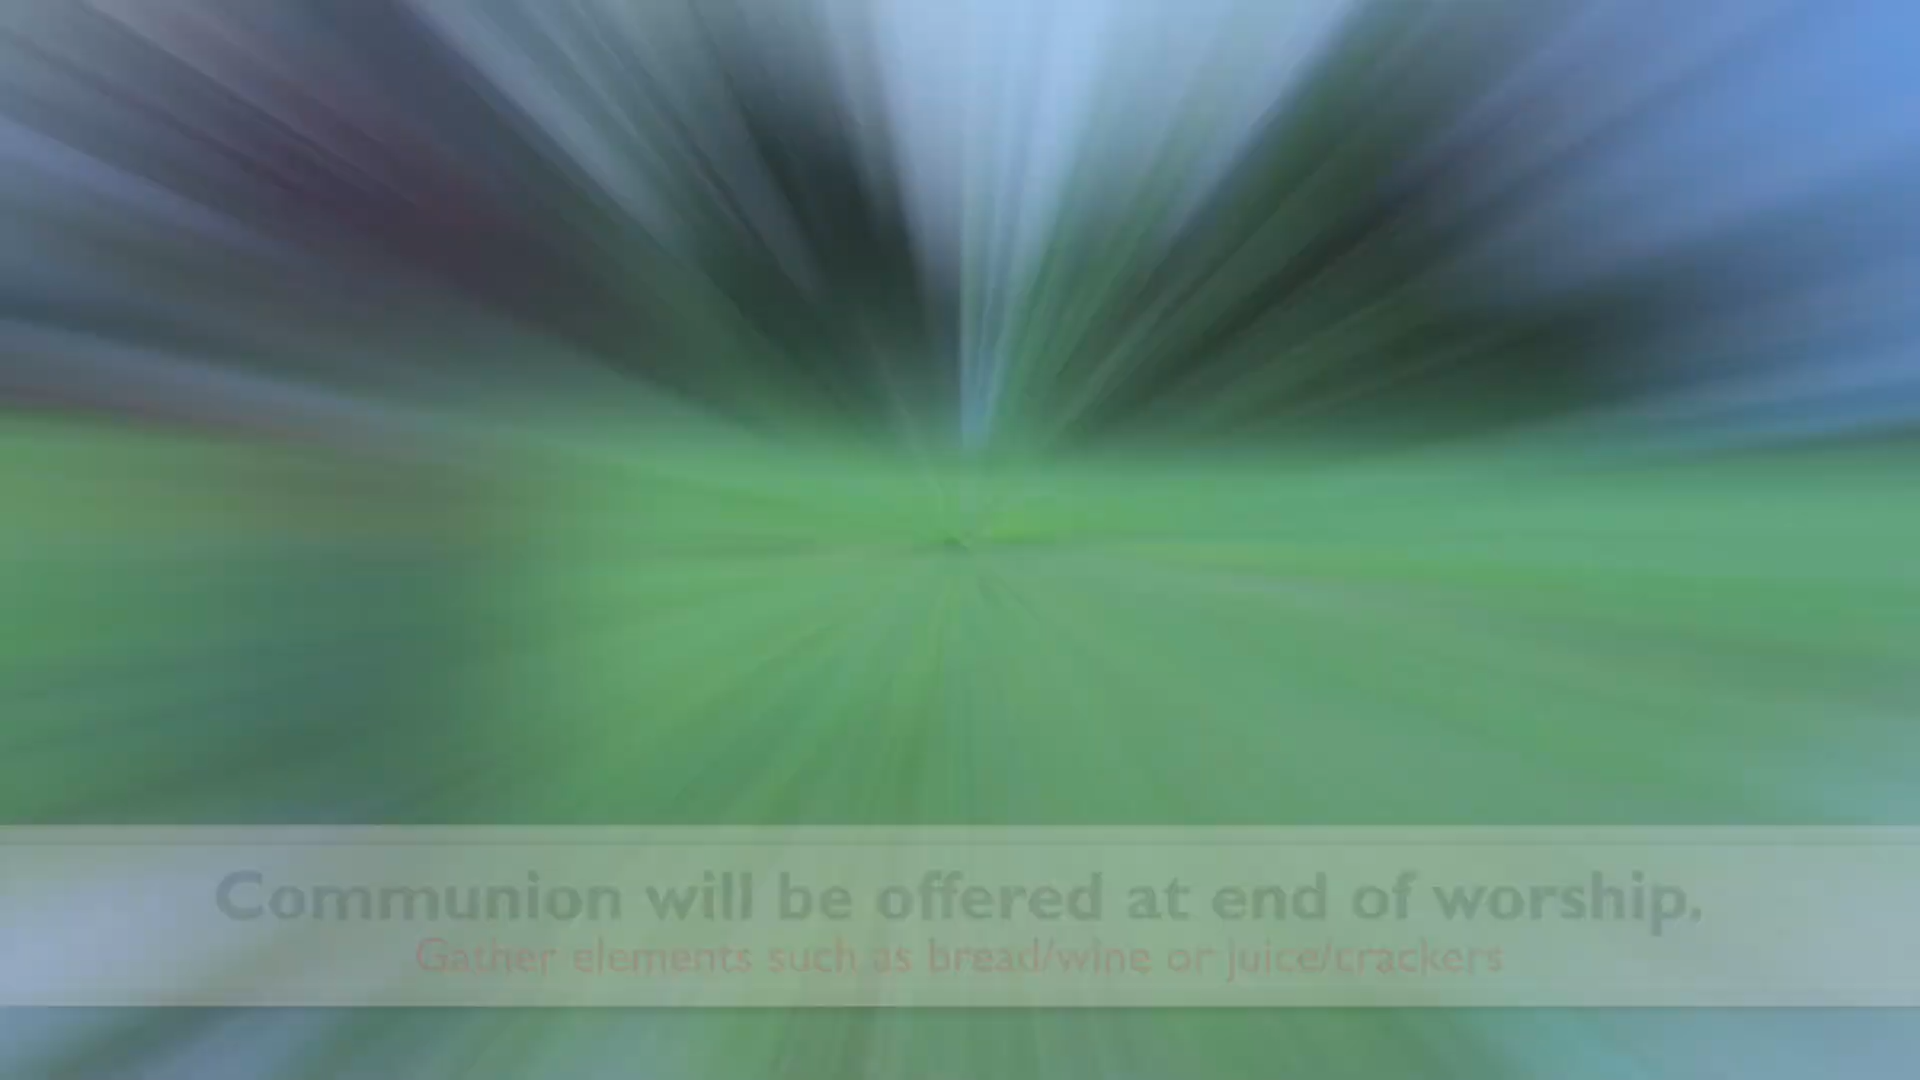 Communion will be offered at end of worship.
Gather elements such as bread/wine or juice/crackers